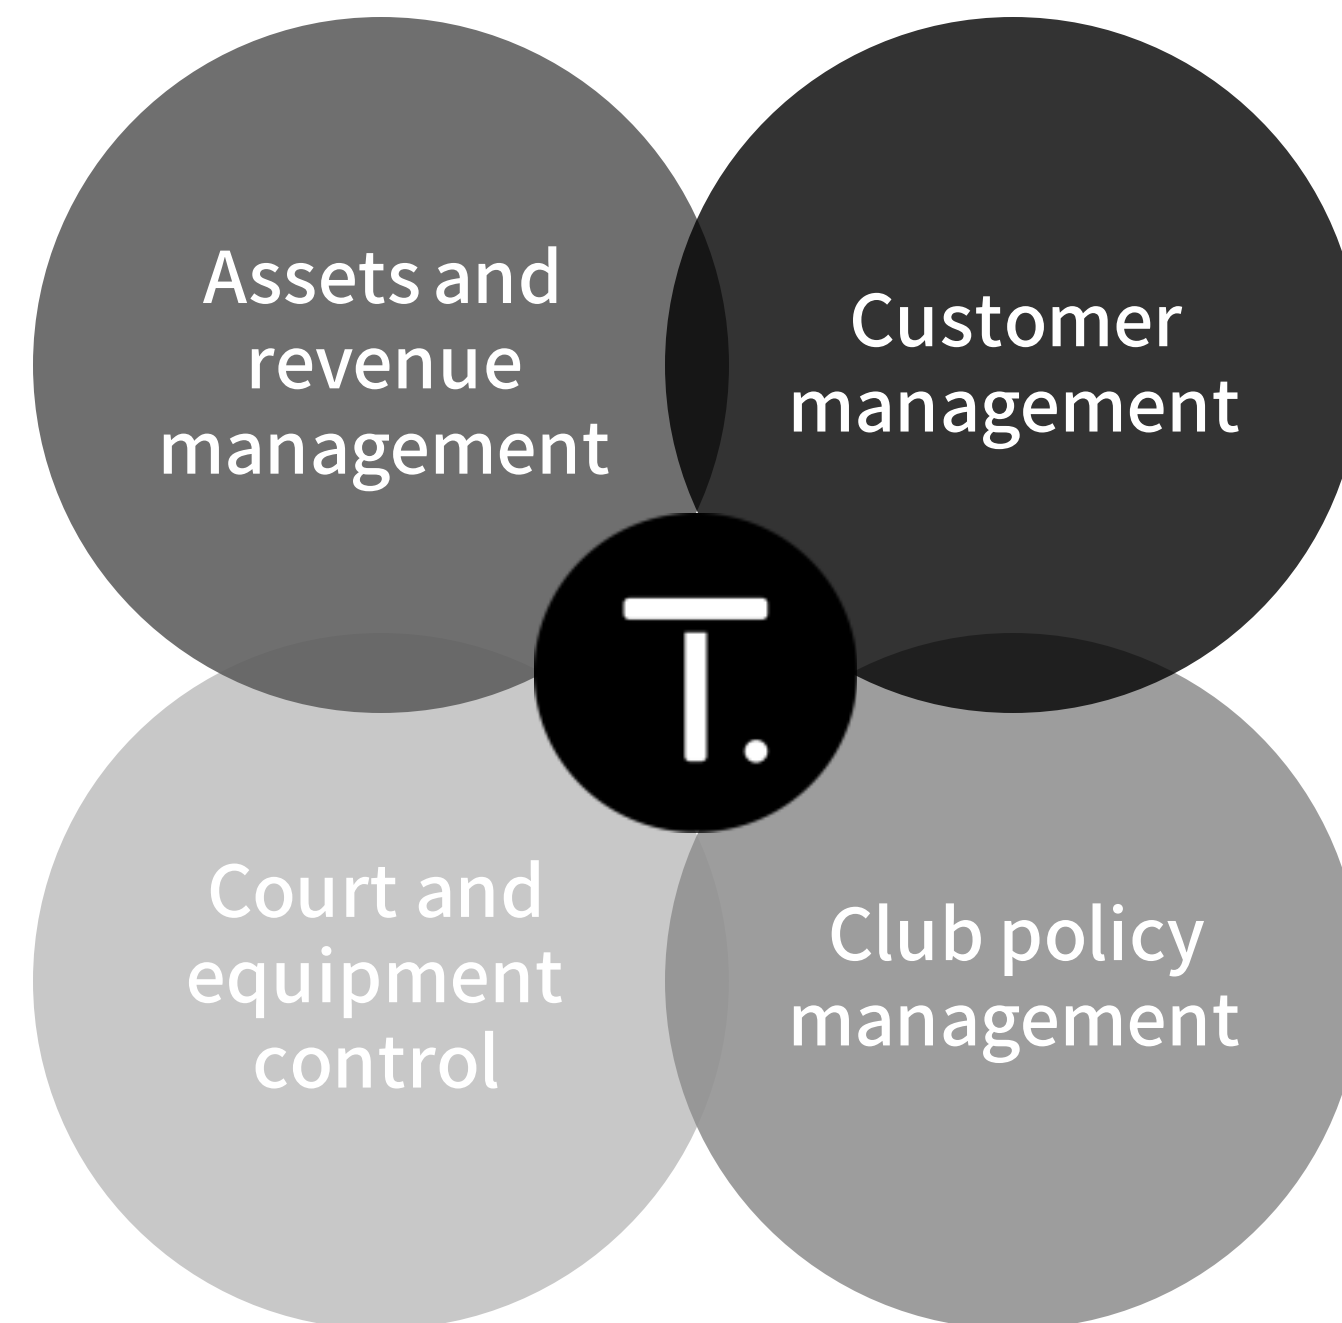 Assets and
revenue
management
Customer
management
T.
Court and
equipment
control
Club policy
management